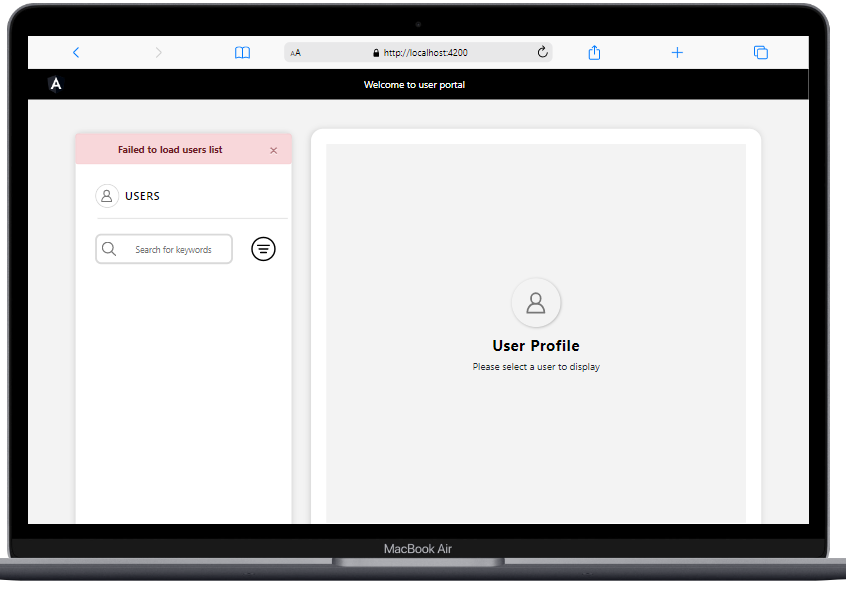 AA
http://localhost:4200
A
Welcome to user portal
Failed to load users list
USERS
Search for keywords
User Profile
Please select a user to display
MacBook Air